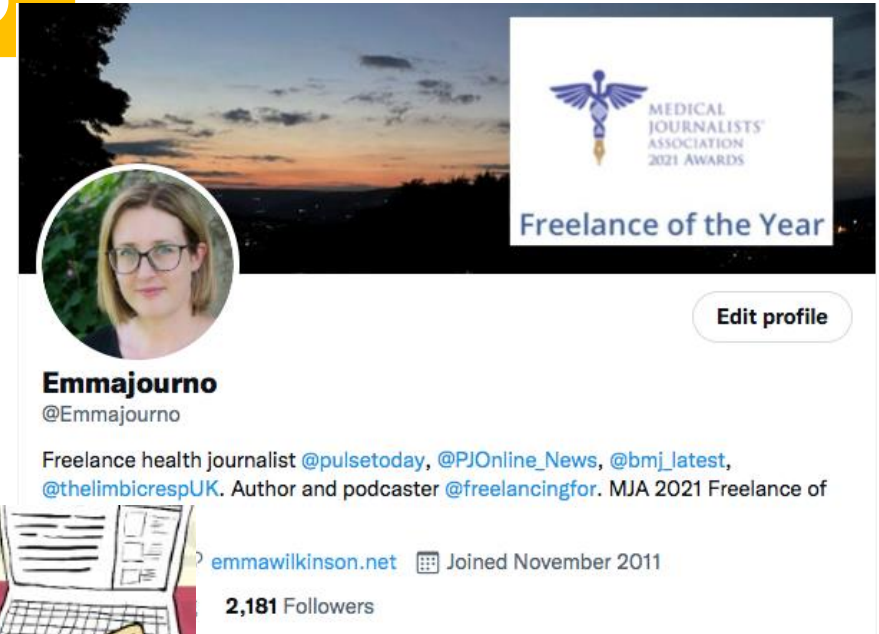 MEDICAL
JOURNALISTS'
ASSOCIATION
2021 AWARDS
Freelance of the Year
Edit profile
Emmajourno
@Emmajourno
Freelance health journalist @pulsetoday, @PJOnline_News, @bmj_latest,
@thelimbicrespUK. Author and podcaster @freelancingfor. MJA 2021 Freelance of
emmawilkinson.net Joined November 2011
2,181 Followers